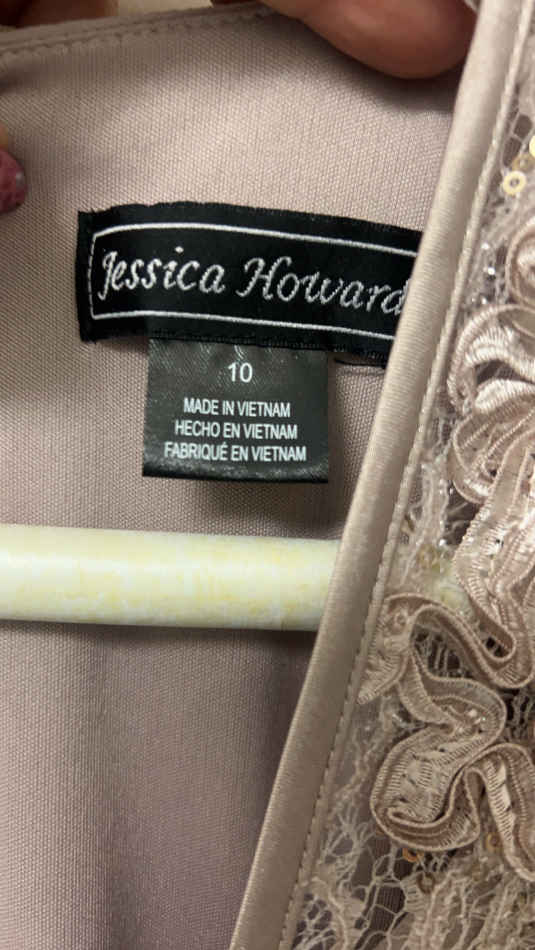 Jessica Howard
10
MADE IN VIETNAM
HECHO EN VIETNAM
FABRIQUÉ EN VIETNAM